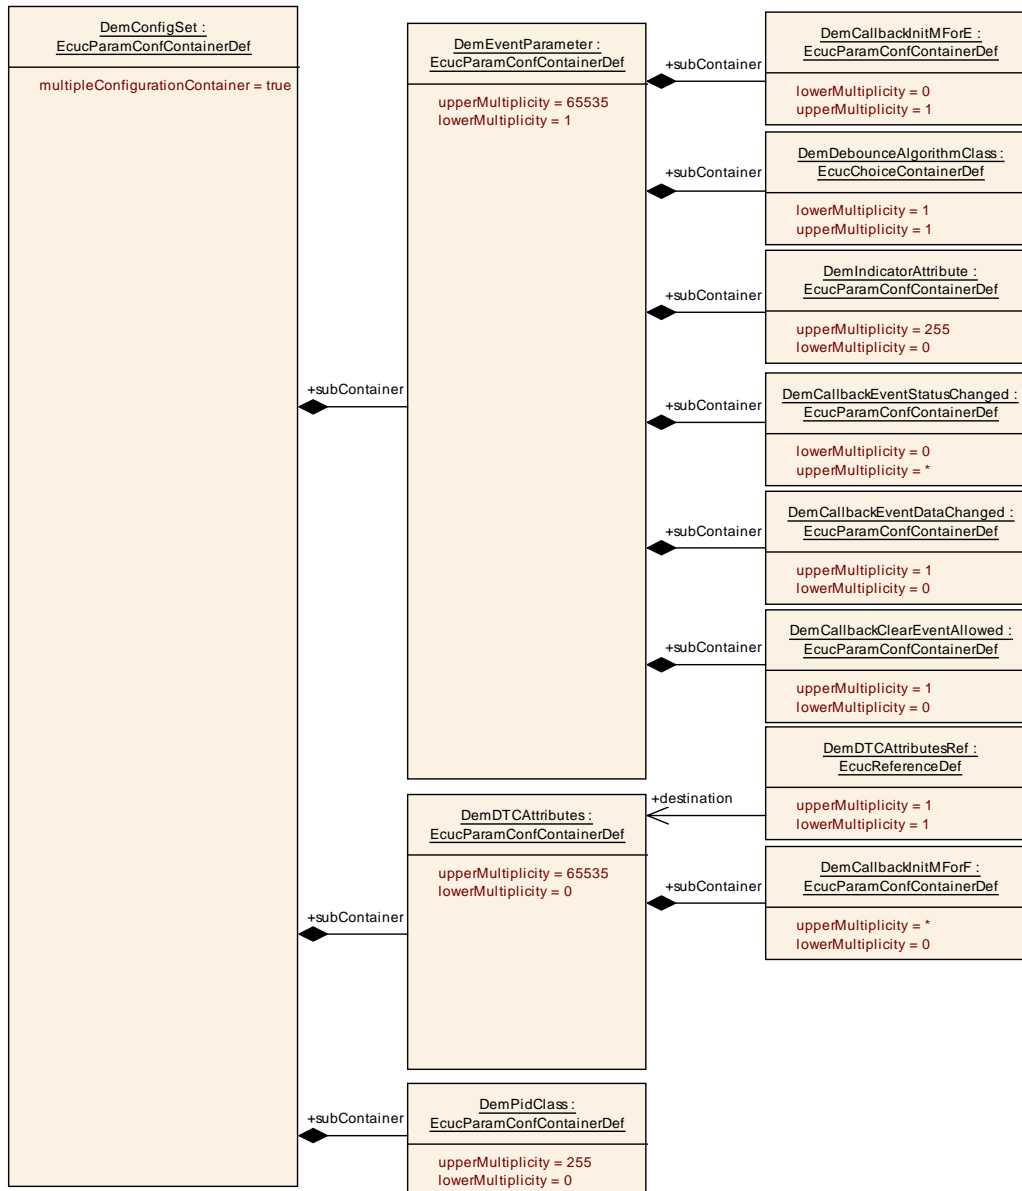 DemConfigSet :
EcucParamConfContainerDef
multipleConfigurationContainer = true
+subContainer
+subContainer
+subContainer
DemEventParameter :
EcucParamConfContainerDef
upperMultiplicity = 65535
lowerMultiplicity = 1
+subContainer
+subContainer
+subContainer
+subContainer
+subContainer
+subContainer
DemDTCAttributes :
EcucParamConfContainerDef
upperMultiplicity = 65535
lowerMultiplicity = 0
+destination
+subContainer
DemPidClass :
EcucParamConfContainerDef
upperMultiplicity = 255
lowerMultiplicity = 0
DemCallbackInitMForE :
EcucParamConfContainerDef
lowerMultiplicity = 0
upperMultiplicity = 1
DemDebounceAlgorithmClass :
EcucChoiceContainerDef
lowerMultiplicity = 1
upperMultiplicity = 1
DemIndicatorAttribute :
EcucParamConfContainerDef
upperMultiplicity = 255
lowerMultiplicity = 0
DemCallbackEventStatusChanged :
EcucParamConfContainerDef
lowerMultiplicity = 0
upperMultiplicity = *
DemCallbackEventDataChanged :
EcucParamConfContainerDef
upperMultiplicity = 1
lowerMultiplicity = 0
DemCallbackClearEventAllowed :
EcucParamConfContainerDef
upperMultiplicity = 1
lowerMultiplicity = 0
DemDTCAttributesRef :
EcucReferenceDef
upperMultiplicity = 1
lowerMultiplicity = 1
DemCallbackInitMForF :
EcucParamConfContainerDef
upperMultiplicity = *
lowerMultiplicity = 0